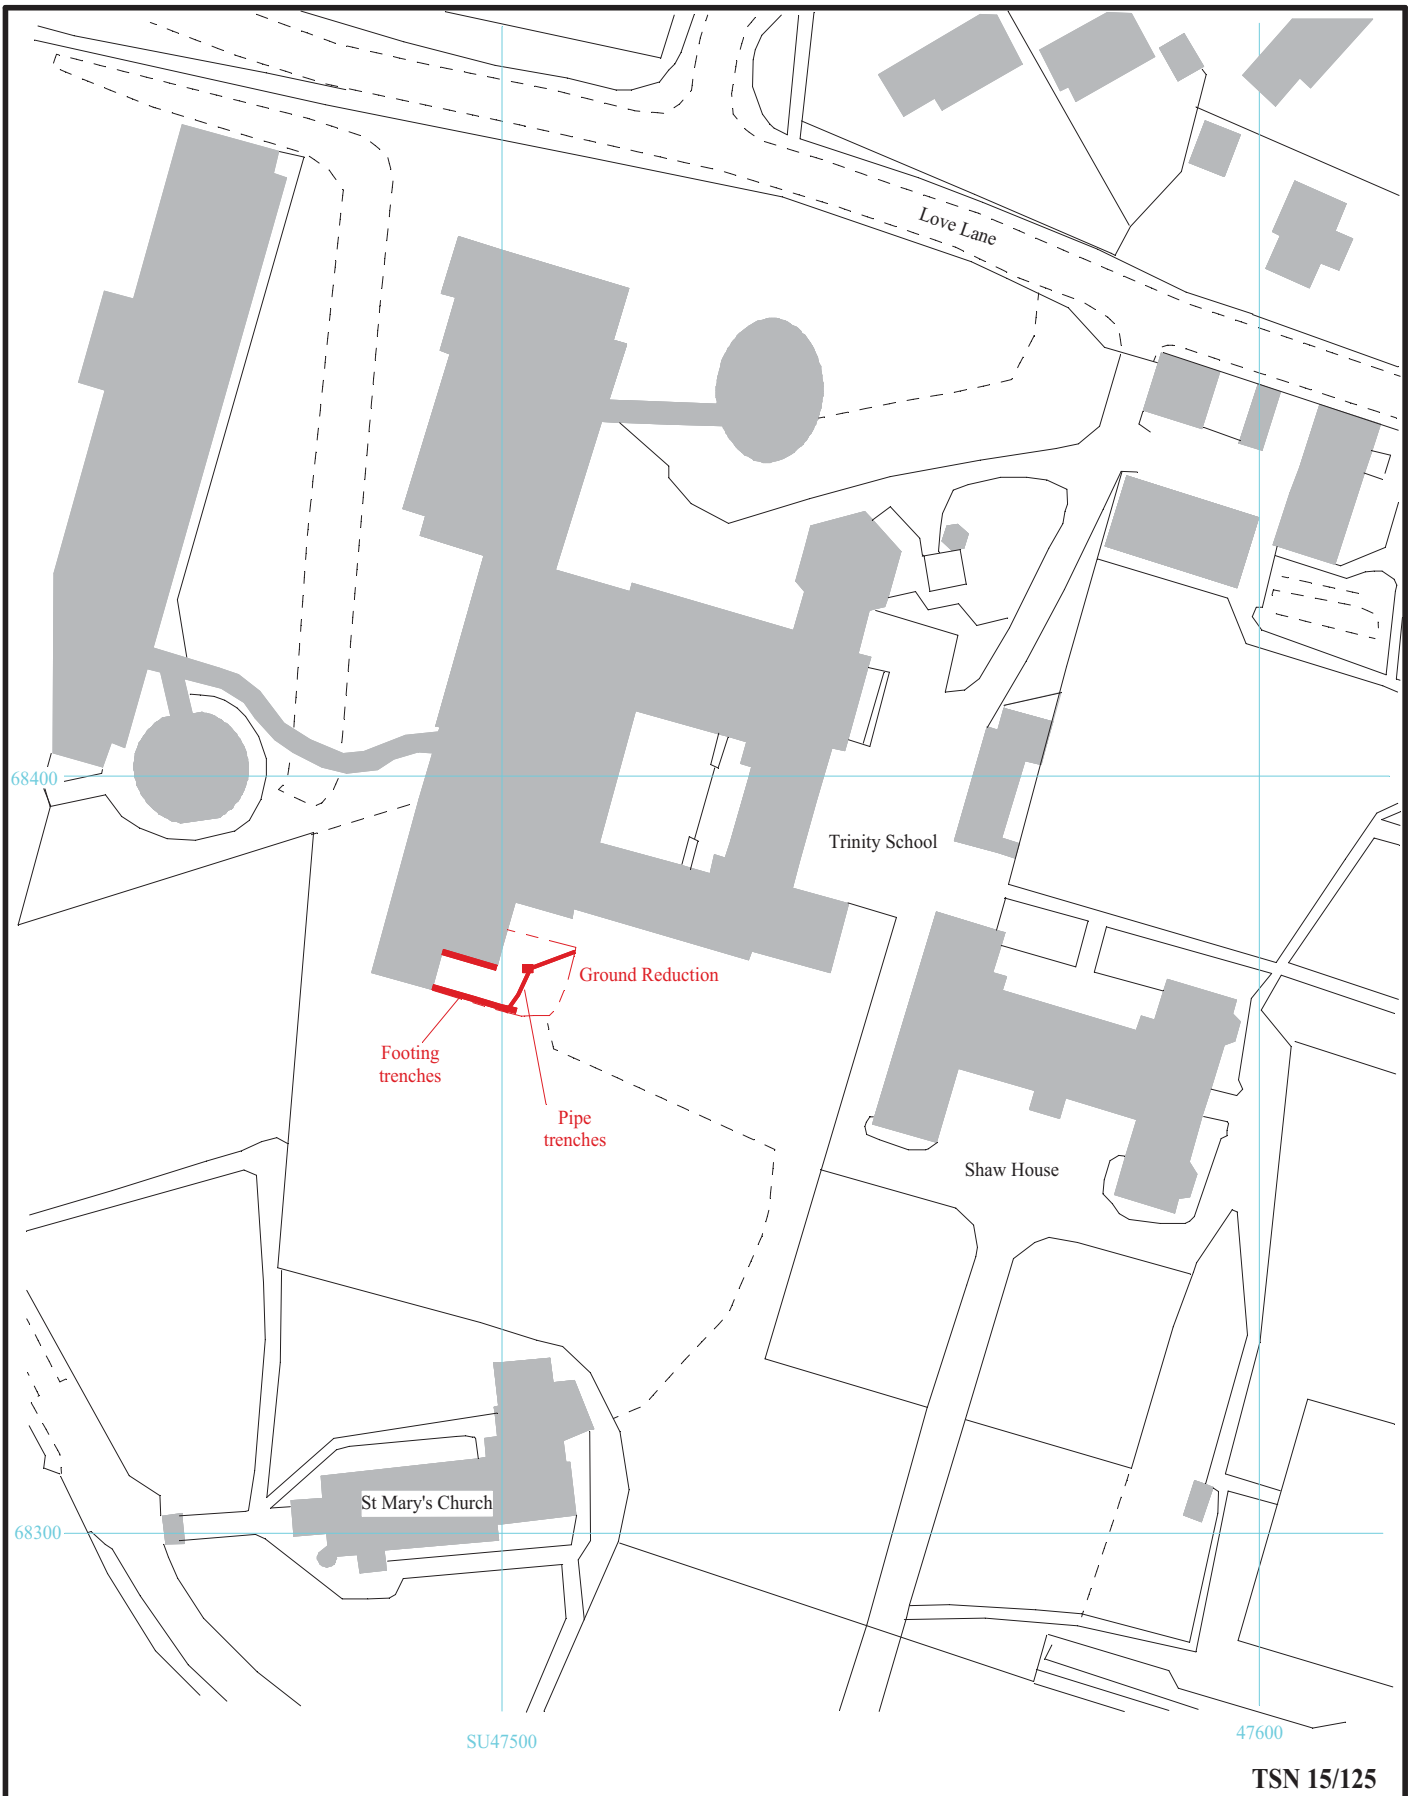 Love Lane
68400
Trinity School
Ground Reduction
Footing
trenches
Pipe
trenches
Shaw House
St Mary's Church
68300
SU47500
47600
TSN 15/125